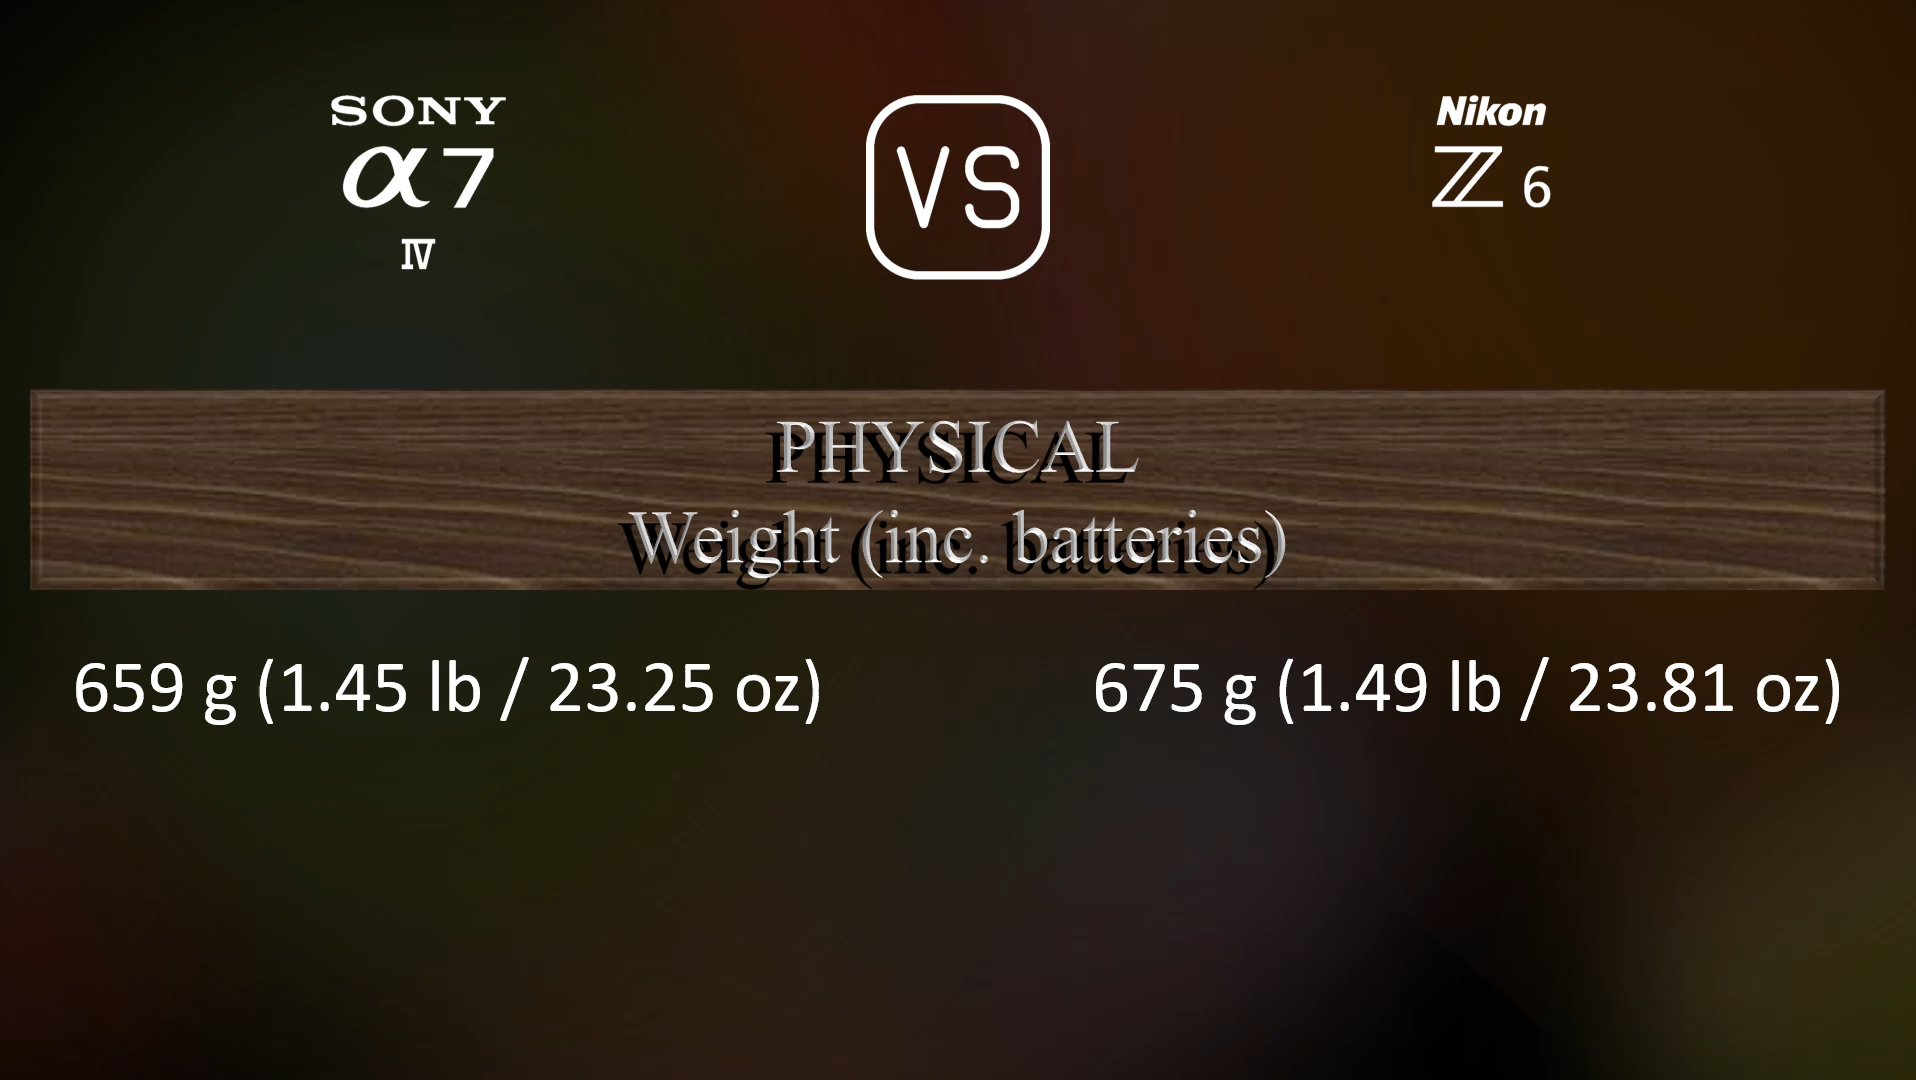 SONY
α7
IV
VS
Nikon
Z 6
PHYSICAL
Weight (inc. batteries)
659 g (1.45 lb / 23.25 oz)
675 g (1.49 lb / 23.81 oz)